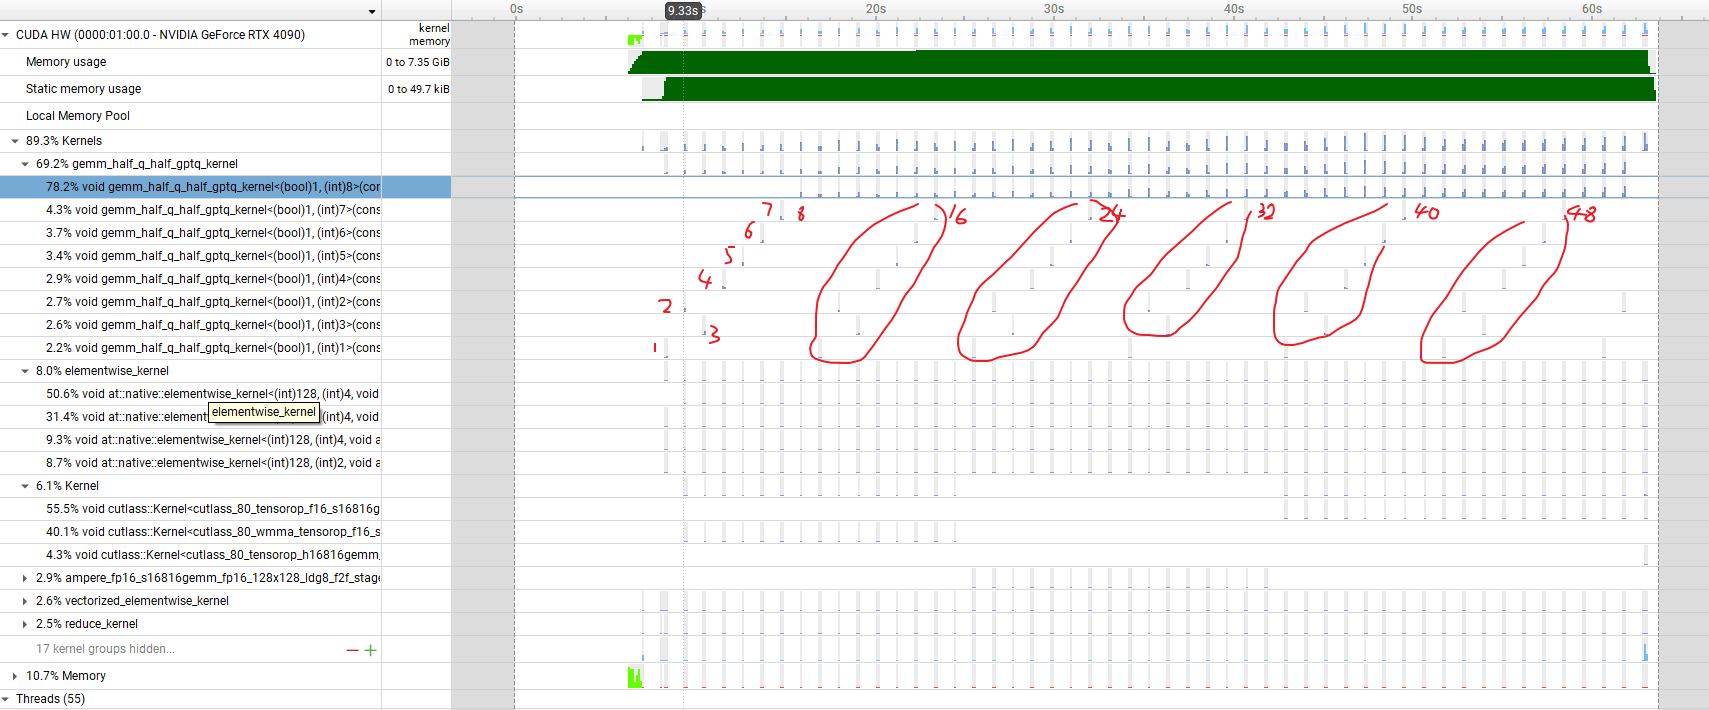 0s 9.33s s 20s 30s 40s 50s 60s
CUDA HW (0000:01:00.0 - NVIDIA GeForce RTX 4090) kernel
memory
Memory usage 0 to 7.35 GiB
Static memory usage 0 to 49.7 kiB
Local Memory Pool
89.3% Kernels
69.2% gemm_half_q_half_gptq_kernel
78.2% void gemm_half_q_half_gptq_kernel<(bool)1, (int)8>(con
4.3% void gemm_half_q_half_gptq_kernel<(bool)1, (int)7>(cons 7 8 16 24 32 40 48
3.7% void gemm_half_q_half_gptq_kernel<(bool)1, (int)6>(cons 6
3.4% void gemm_half_q_half_gptq_kernel<(bool)1, (int)5>(cons 5
2.9% void gemm_half_q_half_gptq_kernel<(bool)1, (int)4>(cons 4
2.7% void gemm_half_q_half_gptq_kernel<(bool)1, (int)2>(cons 2
2.6% void gemm_half_q_half_gptq_kernel<(bool)1, (int)3>(cons 3
2.2% void gemm_half_q_half_gptq_kernel<(bool)1, (int)1>(cons 1
8.0% elementwise_kernel
50.6% void at::native::elementwise_kernel<(int)128, (int)4, void
elementwise_kernel
31.4% void at::native::element (int)4, void
9.3% void at::native::elementwise_kernel<(int)128, (int)4, void a
8.7% void at::native::elementwise_kernel<(int)128, (int)2, void a
6.1% Kernel
55.5% void cutlass::Kernel<cutlass_80_tensorop_f16_s16816g
40.1% void cutlass::Kernel<cutlass_80_wmma_tensorop_f16_s
4.3% void cutlass::Kernel<cutlass_80_tensorop_h16816gemm_
2.9% ampere_fp16_s16816gemm_fp16_128x128_ldg8_f2f_stage
2.6% vectorized_elementwise_kernel
2.5% reduce_kernel
17 kernel groups hidden... − +
10.7% Memory
Threads (55)